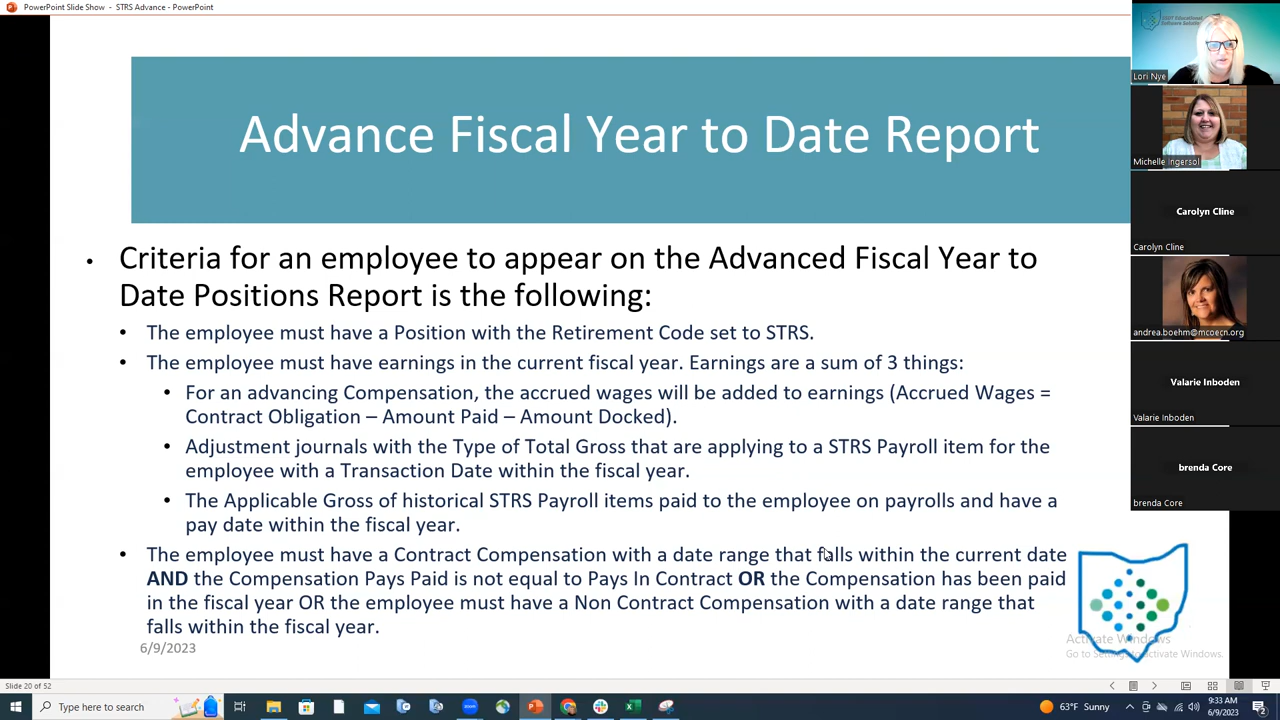 PowerPoint Slide Show - STRS Advance - PowerPoint
Advance Fiscal Year to Date Report
• Criteria for an employee to appear on the Advanced Fiscal Year to
Date Positions Report is the following:
• The employee must have a Position with the Retirement Code set to STRS.
• The employee must have earnings in the current fiscal year. Earnings are a sum of 3 things:
• For an advancing Compensation, the accrued wages will be added to earnings (Accrued Wages =
Contract Obligation – Amount Paid – Amount Docked).
• Adjustment journals with the Type of Total Gross that are applying to a STRS Payroll item for the
employee with a Transaction Date within the fiscal year.
• The Applicable Gross of historical STRS Payroll items paid to the employee on payrolls and have a
pay date within the fiscal year.
• The employee must have a Contract Compensation with a date range that falls within the current date
AND the Compensation Pays Paid is not equal to Pays In Contract OR the Compensation has been paid
in the fiscal year OR the employee must have a Non Contract Compensation with a date range that
falls within the fiscal year.
6/9/2023
Activate Windows
Go to Settings to activate Windows.
Lori Nye
Michelle Ingersol
Carolyn Cline
Carolyn Cline
andrea.boehm@mcoecn.org
Valarie Inboden
Valarie Inboden
brenda Core
brenda Core
Slide 20 of 52
Type here to search
63°F Sunny
9:33 AM
6/9/2023
2